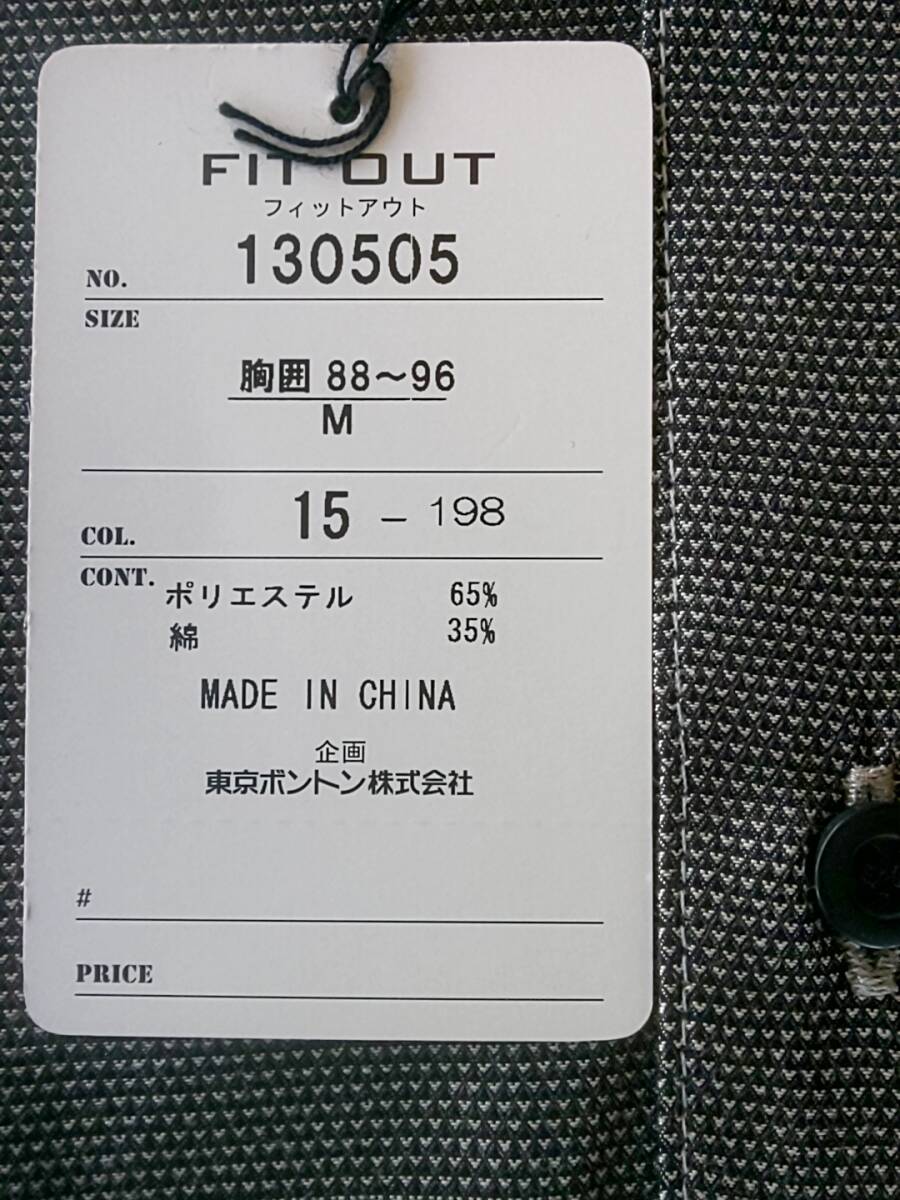 FIT OUT
フィットアウト
NO. 130505
SIZE
胸囲 88～96
M
COL. 15 - 198
CONT. ポリエステル 65%
綿 35%
MADE IN CHINA
企画
東京ボントン株式会社
#
PRICE